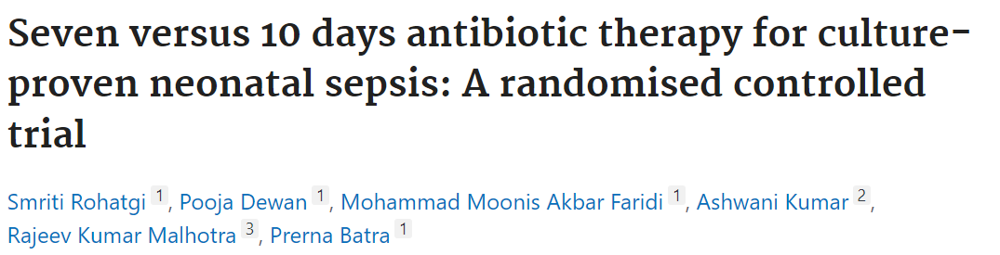 Seven versus 10 days antibiotic therapy for culture-
proven neonatal sepsis: A randomised controlled
trial
Smriti Rohatgi 1, Pooja Dewan 1, Mohammad Moonis Akbar Faridi 1, Ashwani Kumar 2,
Rajeev Kumar Malhotra 3, Prerna Batra 1